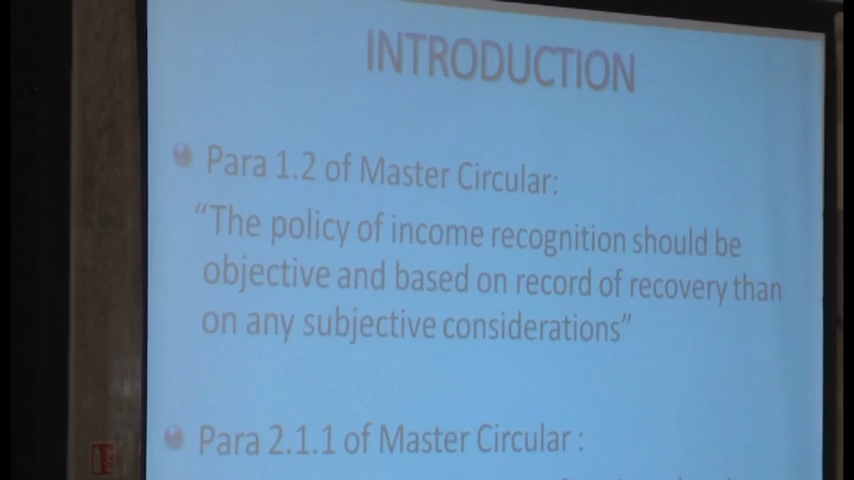 INTRODUCTION
Para 1.2 of Master Circular:
“The policy of income recognition should be
objective and based on record of recovery than
on any subjective considerations”
Para 2.1.1 of Master Circular :